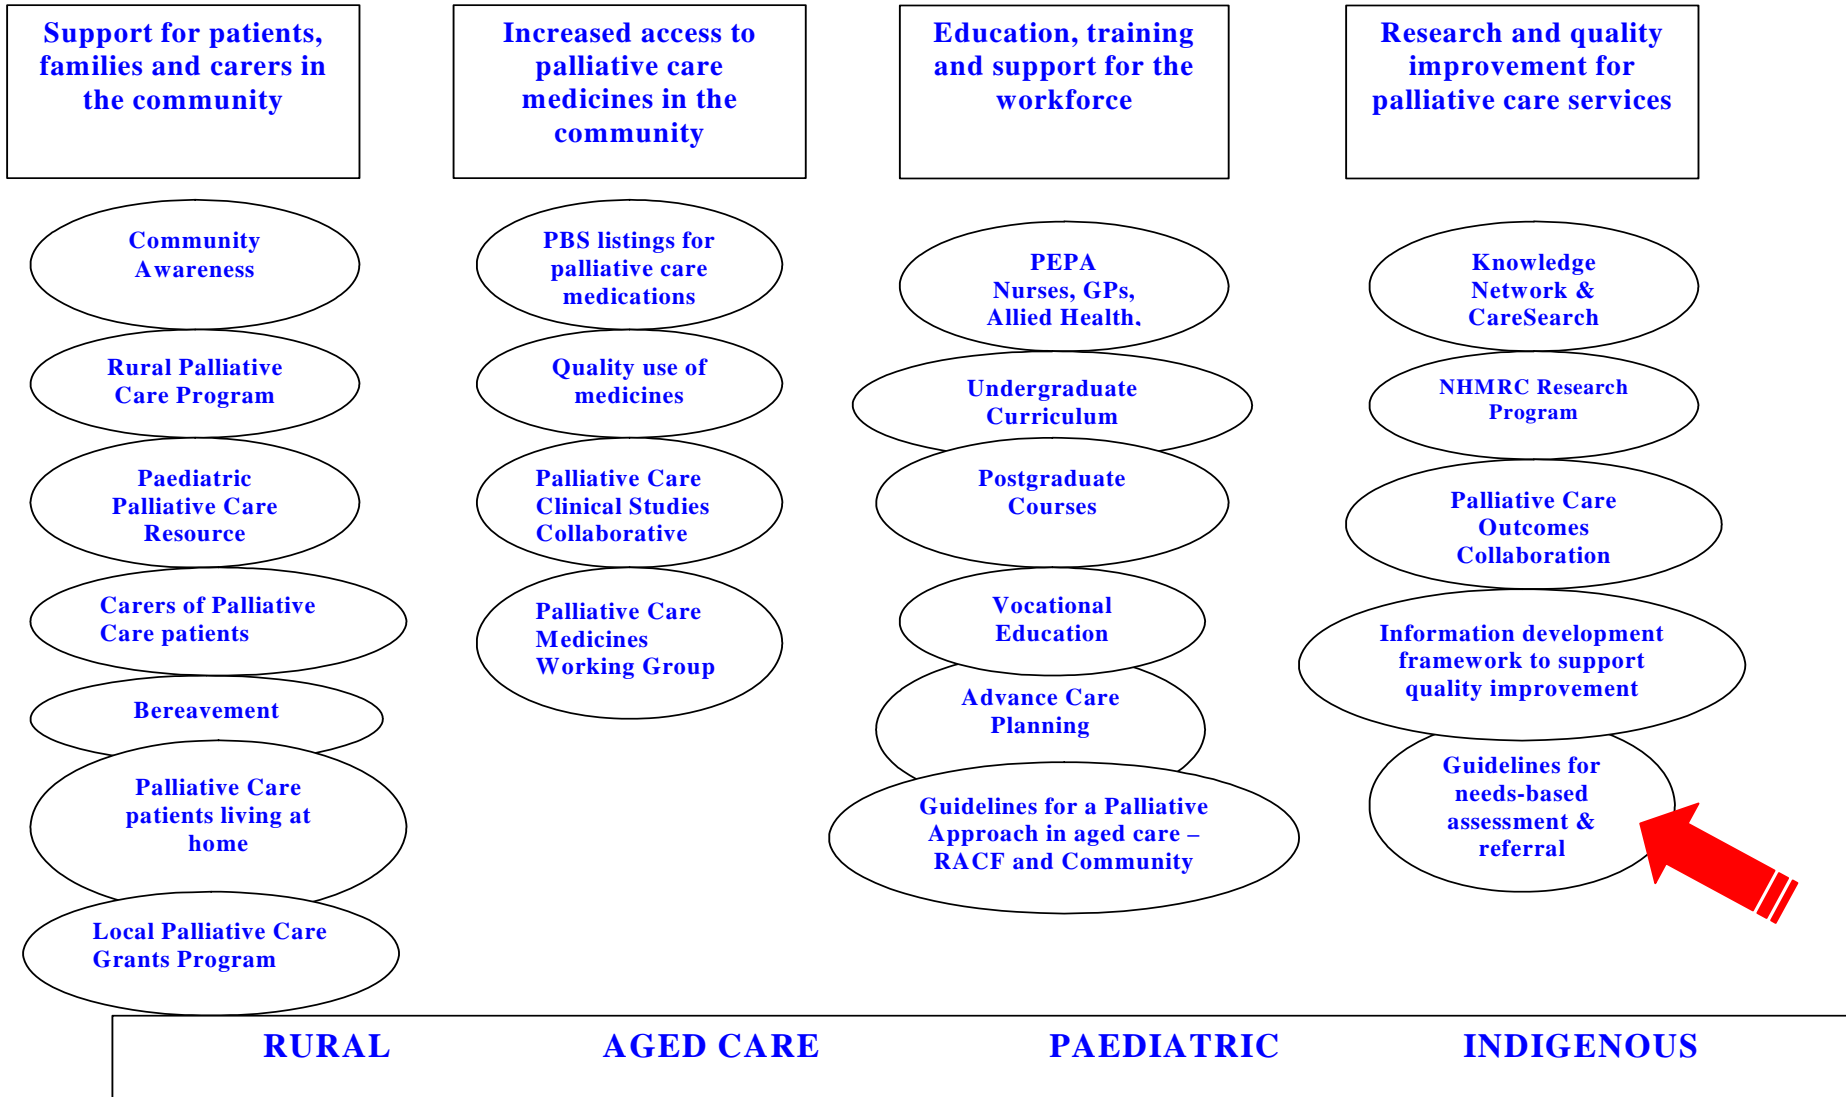 Support for patients,
families and carers in
the community
Increased access to
palliative care
medicines in the
community
Education, training
and support for the
workforce
Research and quality
improvement for
palliative care services
Community
Awareness
Rural Palliative
Care Program
Paediatric
Palliative Care
Resource
Carers of Palliative
Care patients
Bereavement
Palliative Care
patients living at
home
Local Palliative Care
Grants Program
PBS listings for
palliative care
medications
Quality use of
medicines
Palliative Care
Clinical Studies
Collaborative
Palliative Care
Medicines
Working Group
PEPA
Nurses, GPs,
Allied Health,
Undergraduate
Curriculum
Postgraduate
Courses
Vocational
Education
Advance Care
Planning
Guidelines for a Palliative
Approach in aged care –
RACF and Community
Knowledge
Network &
CareSearch
NHMRC Research
Program
Palliative Care
Outcomes
Collaboration
Information development
framework to support
quality improvement
Guidelines for
needs-based
assessment &
referral
RURAL AGED CARE PAEDIATRIC INDIGENOUS